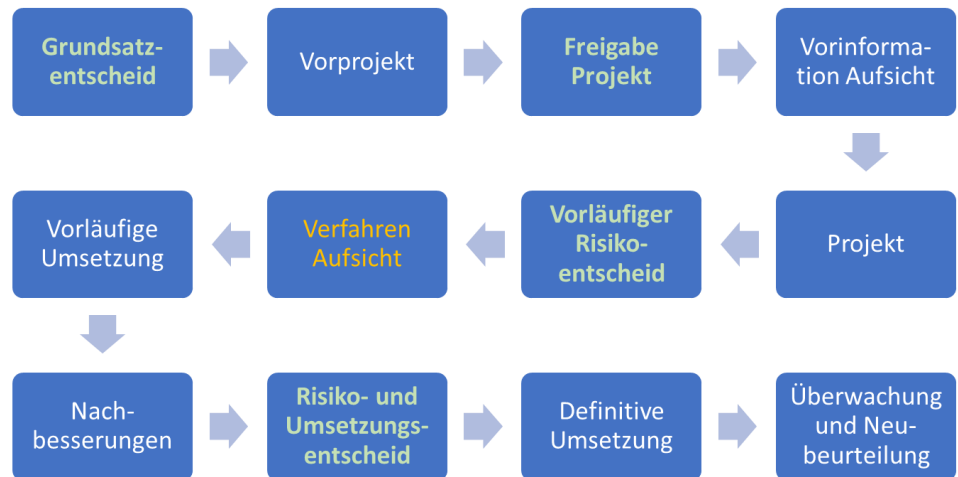 Grundsatz-
entscheid
Vorprojekt
Freigabe
Projekt
Vorinforma-
tion Aufsicht
Projekt
Vorläufiger
Risiko-
entscheid
Verfahren
Aufsicht
Vorläufige
Umsetzung
Nach-
besserungen
Risiko- und
Umsetzungs-
entscheid
Definitive
Umsetzung
Überwachung
und Neu-
beurteilung